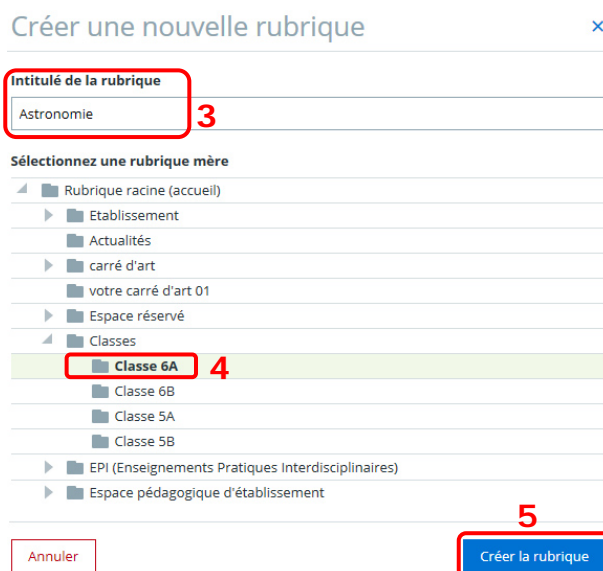 Créer une nouvelle rubrique ×
Intitulé de la rubrique
Astronomie 3
Sélectionnez une rubrique mère
Rubrique racine (accueil)
Etablissement
Actualités
carré d'art
votre carré d'art 01
Espace réservé
Classes
Classe 6A 4
Classe 6B
Classe 5A
Classe 5B
EPI (Enseignements Pratiques Interdisciplinaires)
Espace pédagogique d'établissement
5
Annuler Créer la rubrique